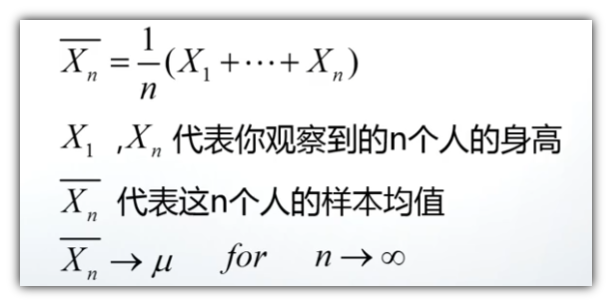 $\overline{X_n} = \frac{1}{n}(X_1 + \cdots + X_n)$
$X_1$ ,$X_n$ 代表你观察到的n个人的身高
$\overline{X_n}$ 代表这n个人的样本均值
$\overline{X_n} \to \mu$ for $n \to \infty$